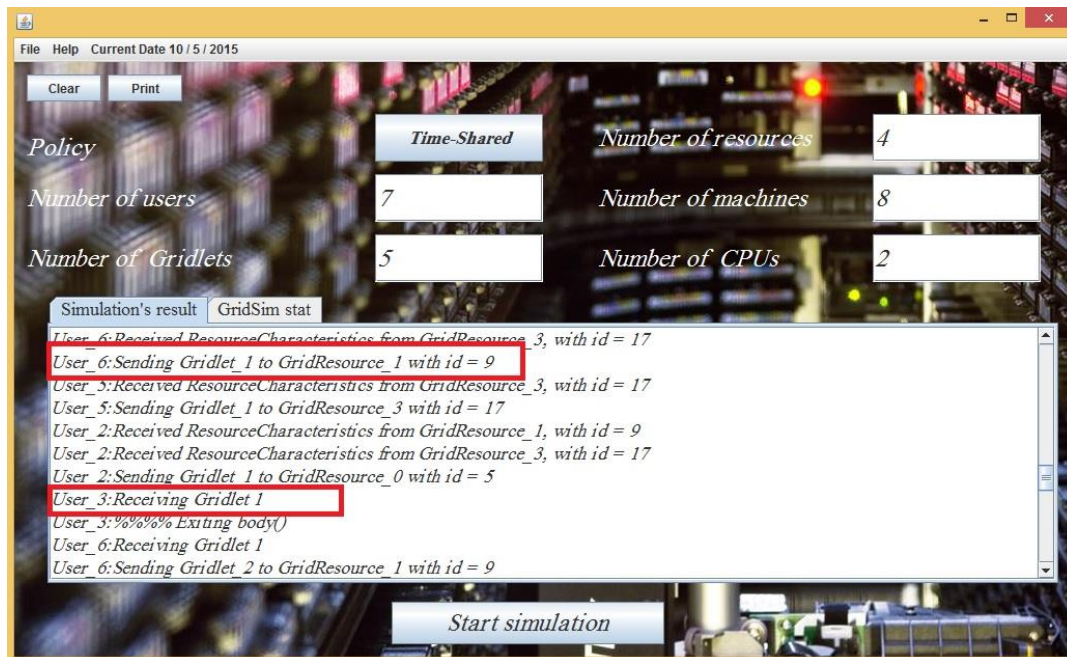 File Help Current Date 10 / 5 / 2015
Clear Print
Policy Time-Shared Number of resources 4
Number of users 7 Number of machines 8
Number of Gridlets 5 Number of CPUs 2
Simulation's result GridSim stat
User_6:Received ResourceCharacteristics from GridResource_3, with id = 17
User_6:Sending Gridlet_1 to GridResource_1 with id = 9
User_5:Received ResourceCharacteristics from GridResource_3, with id = 17
User_5:Sending Gridlet_1 to GridResource_3 with id = 17
User_2:Received ResourceCharacteristics from GridResource_1, with id = 9
User_2:Received ResourceCharacteristics from GridResource_3, with id = 17
User_2:Sending Gridlet_1 to GridResource_0 with id = 5
User_3:Receiving Gridlet 1
User_3:%%%% Exiting body()
User_6:Receiving Gridlet 1
User_6:Sending Gridlet_2 to GridResource_1 with id = 9
Start simulation